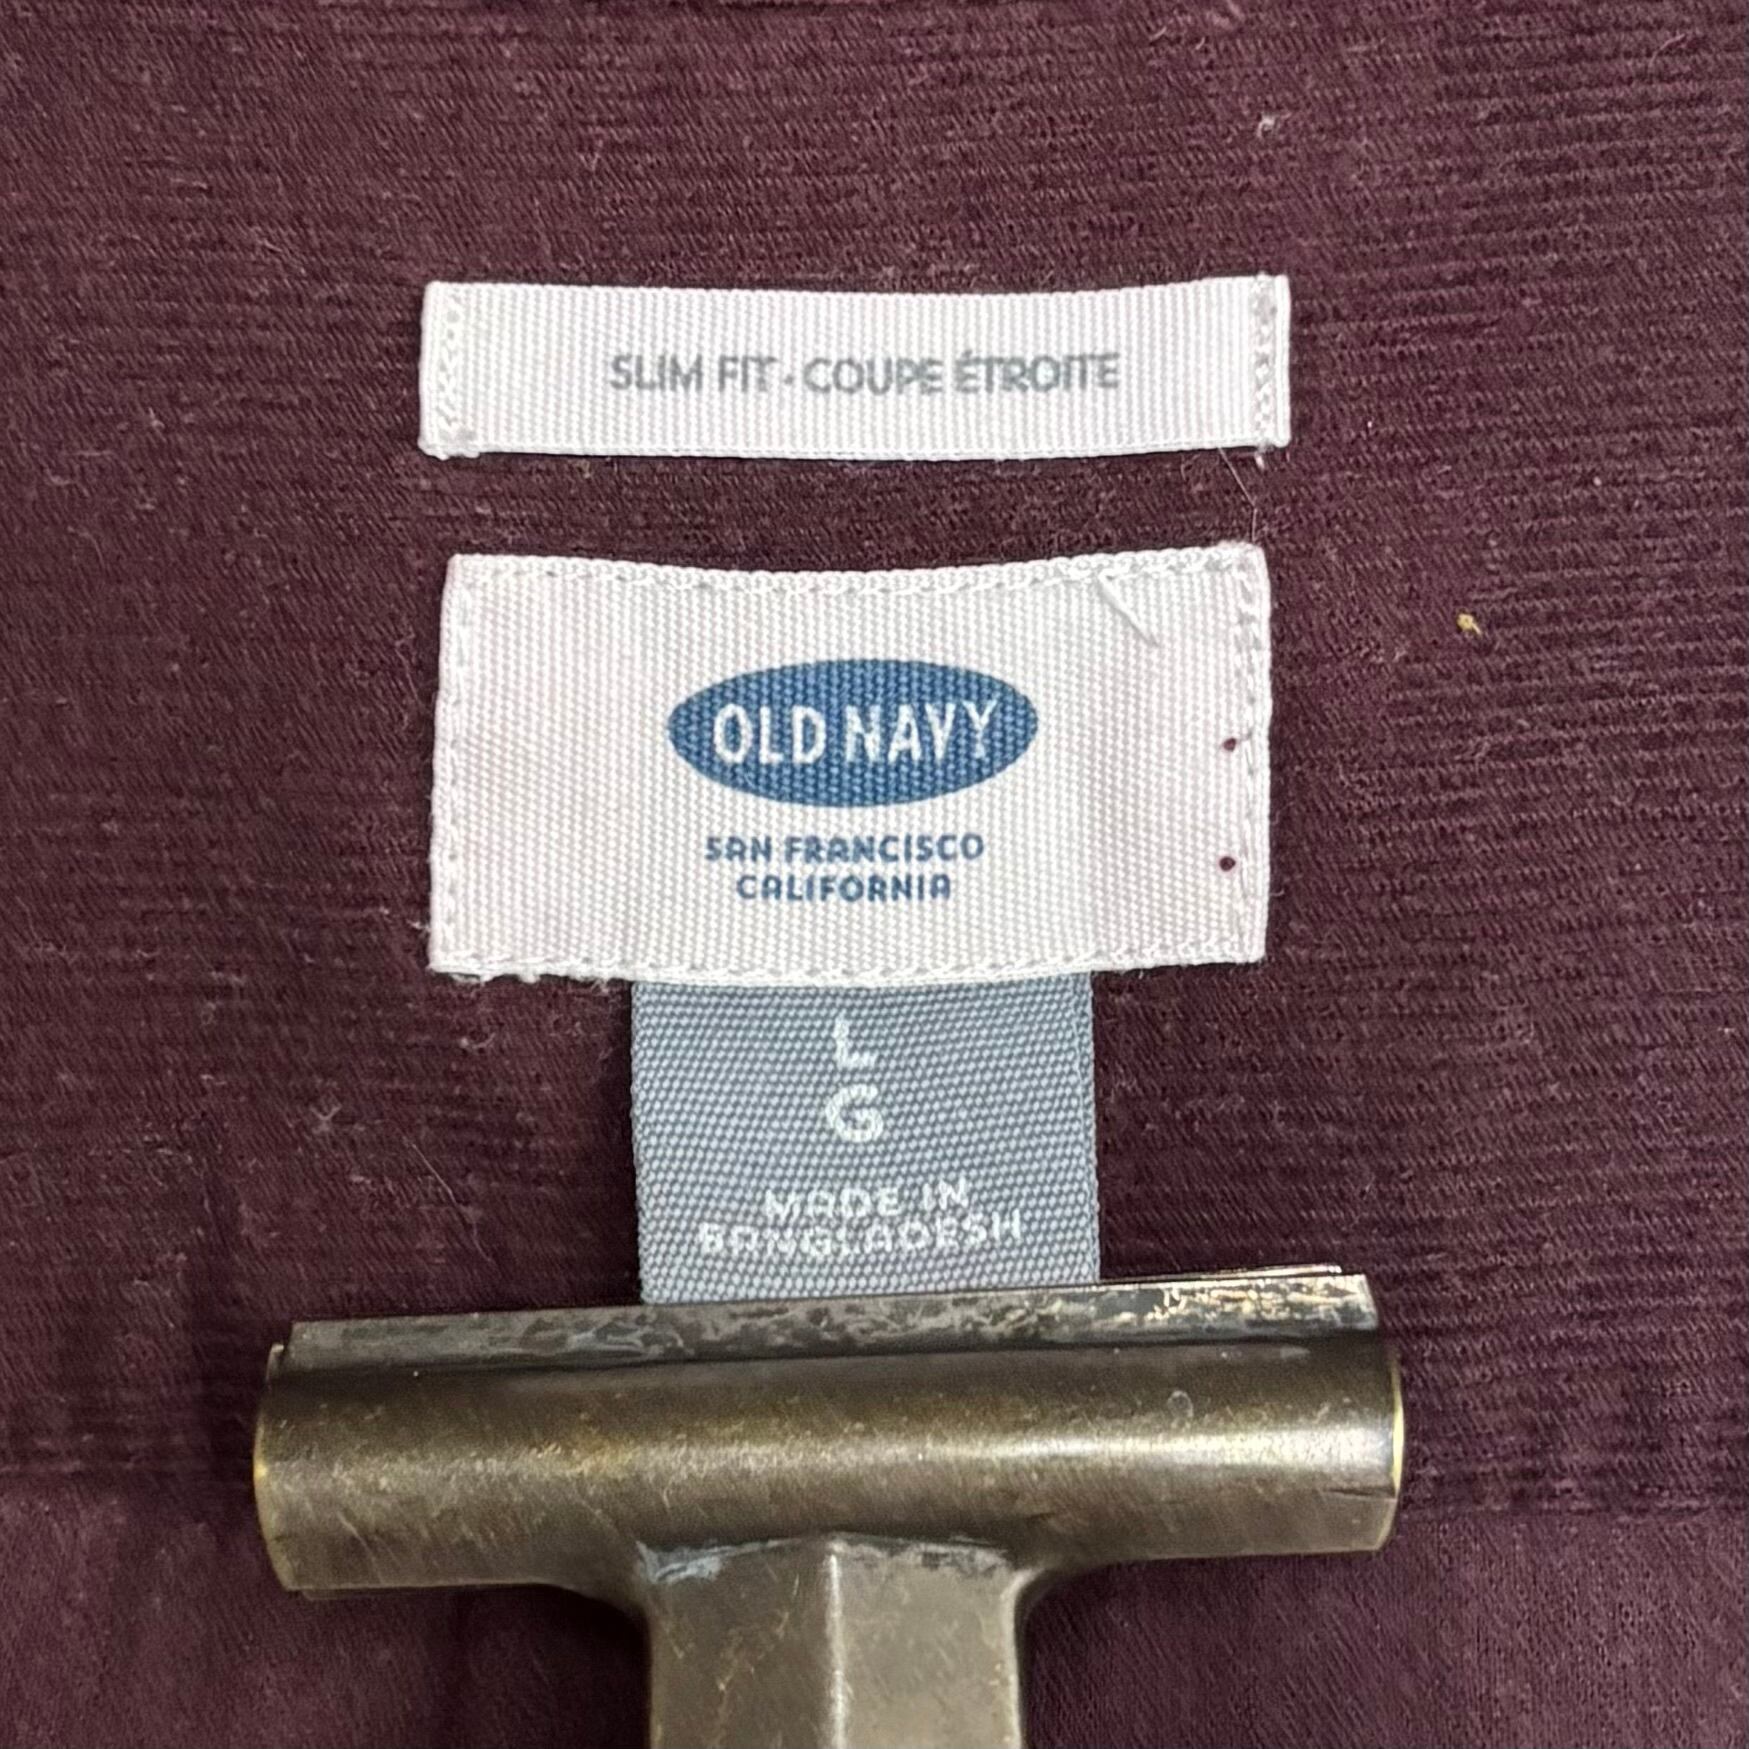 SLIM FIT · COUPE ÉTROITE
OLD NAVY
SAN FRANCISCO
CALIFORNIA
L
G
MADE IN
BANGLADESH